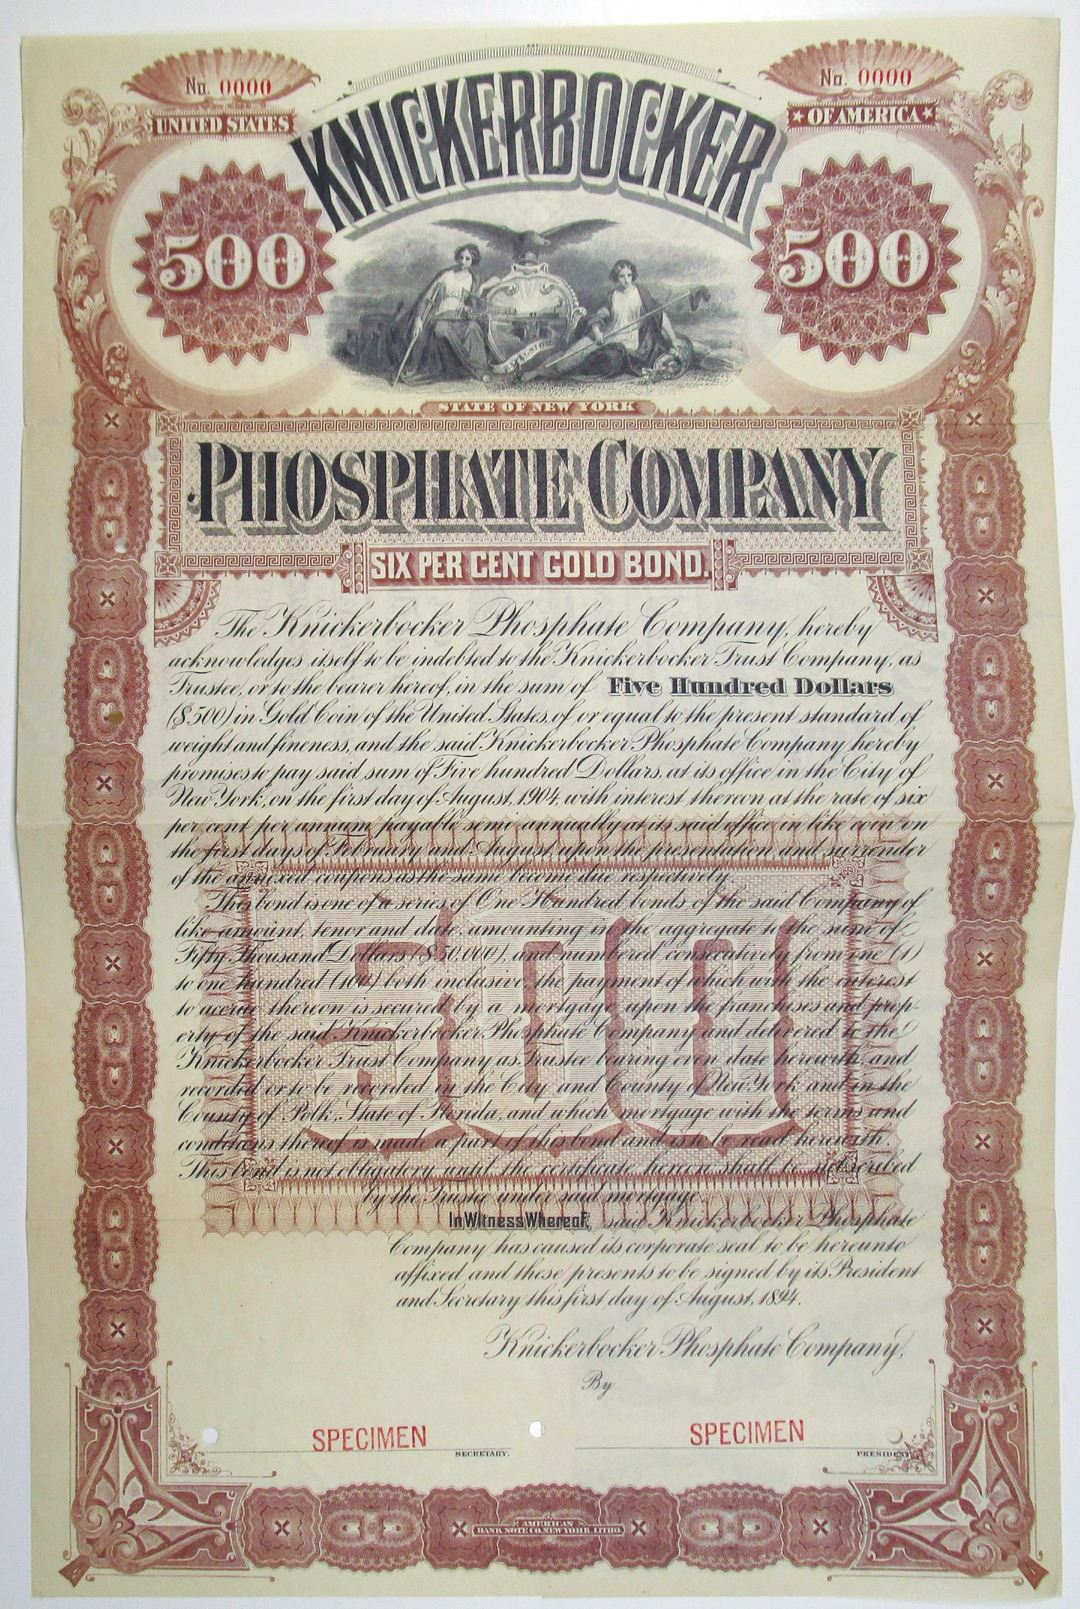 No. 0000
No. 0000
UNITED STATES
OF AMERICA
KNICKERBOCKER
500
500
STATE OF NEW YORK
PHOSPHATE COMPANY
SIX PER CENT GOLD BOND.
The Knickerbocker Phosphate Company, hereby
acknowledges itself to be indebted to the Knickerbocker Trust Company, as
Trustee, or to the bearer hereof, in the sum of Five Hundred Dollars
($500) in Gold Coin of the United States, of or equal to the present standard of
weight and fineness, and the said Knickerbocker Phosphate Company hereby
promises to pay said sum of Five hundred Dollars, at its office in the City of
New York, on the first day of August, 1904, with interest thereon at the rate of six
per cent per annum, payable semi-annually at its said office in like coin on
the first days of February and August, upon the presentation and surrender
of the annexed coupons as the same become due respectively.
This bond is one of a series of One Hundred bonds of the said Company of
like amount, tenor and date, amounting in the aggregate to the sum of
Fifty Thousand Dollars ($50,000), and numbered consecutively from one (1)
to one hundred (100) both inclusive, the payment of which with the interest
to accrue thereon is secured by a mortgage upon the franchises and prop-
erty of the said Knickerbocker Phosphate Company and delivered to the
Knickerbocker Trust Company as Trustee bearing even date herewith, and
recorded or to be recorded in the City and County of New York and in the
County of Polk, State of Florida, and which mortgage with the terms and
conditions thereof is made a part of this bond and is to be read herewith.
This bond is not obligatory until the certificate hereon shall be subscribed
by the Trustee under said mortgage.
In Witness Whereof, said Knickerbocker Phosphate
Company has caused its corporate seal to be hereunto
affixed and these presents to be signed by its President
and Secretary this first day of August, 1894.
Knickerbocker Phosphate Company,
By
SPECIMEN
SPECIMEN
SECRETARY.
PRESIDENT
AMERICAN
BANK NOTE CO. NEW YORK LITHO.